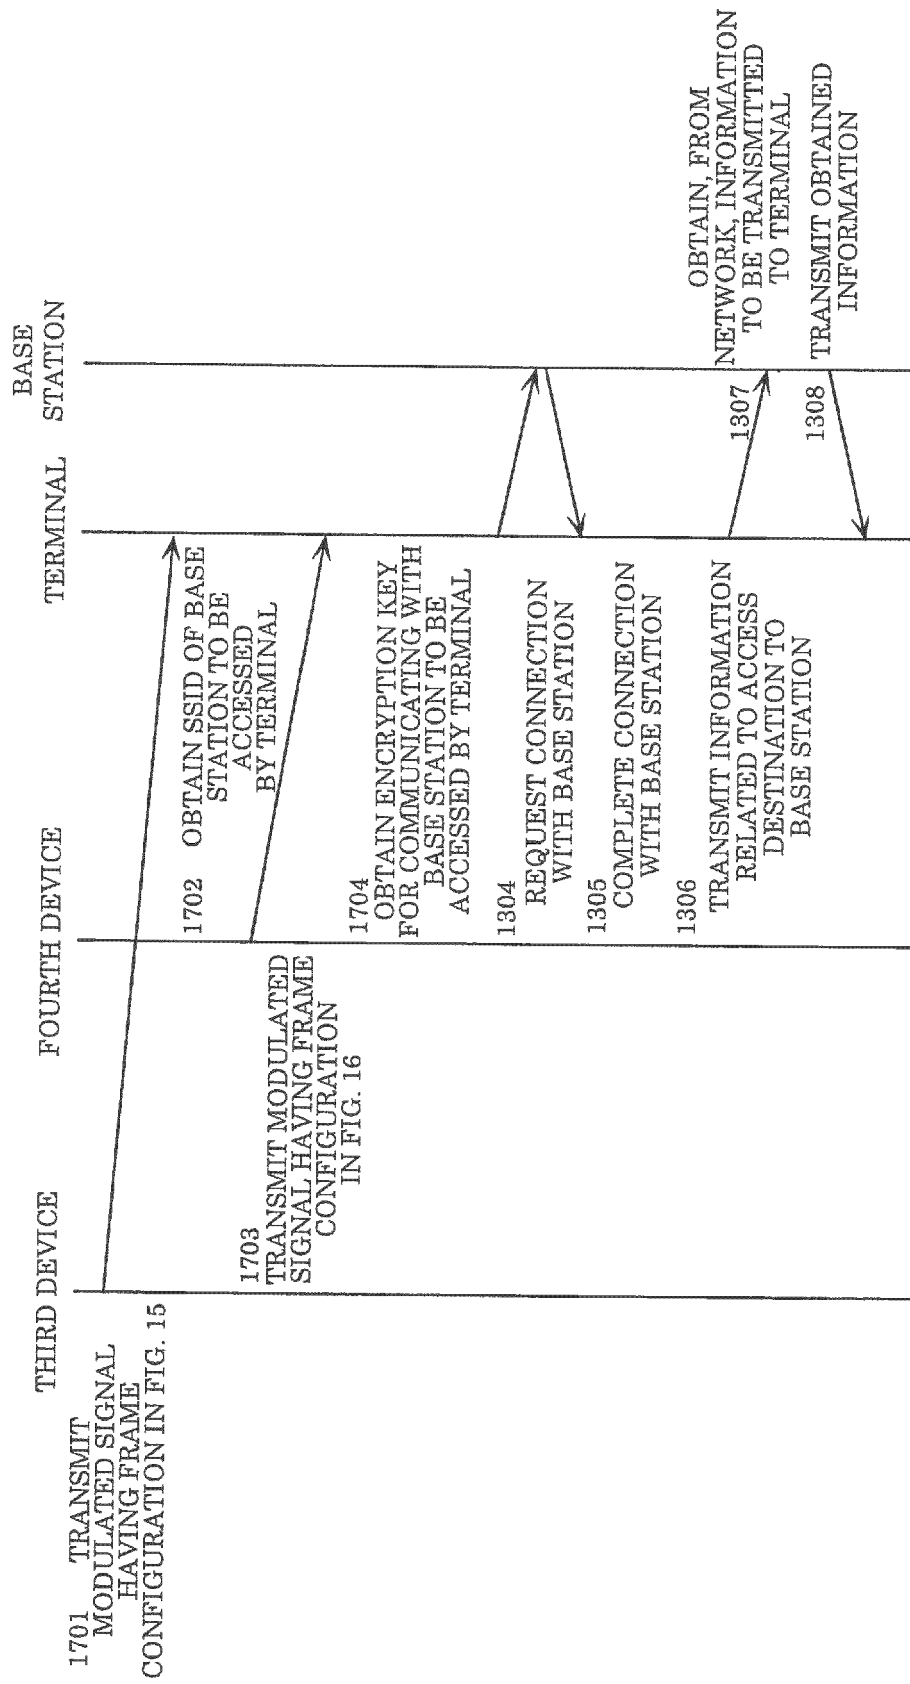 THIRD DEVICE
FOURTH DEVICE
TERMINAL
BASE
STATION
1701 TRANSMIT
MODULATED SIGNAL
HAVING FRAME
CONFIGURATION IN FIG. 15
1702 OBTAIN SSID OF BASE
STATION TO BE
ACCESSED
BY TERMINAL
1703
TRANSMIT MODULATED
SIGNAL HAVING FRAME
CONFIGURATION
IN FIG. 16
1704
OBTAIN ENCRYPTION KEY
FOR COMMUNICATING WITH
BASE STATION TO BE
ACCESSED BY TERMINAL
1304
REQUEST CONNECTION
WITH BASE STATION
1305
COMPLETE CONNECTION
WITH BASE STATION
1306
TRANSMIT INFORMATION
RELATED TO ACCESS
DESTINATION TO
BASE STATION
1307
OBTAIN, FROM
NETWORK, INFORMATION
TO BE TRANSMITTED
TO TERMINAL
1308
TRANSMIT OBTAINED
INFORMATION